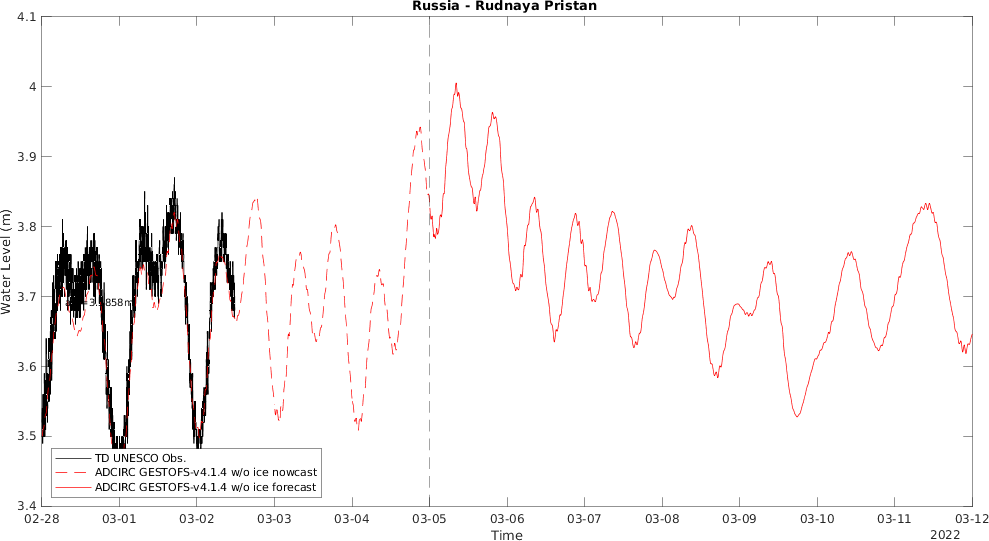 Russia - Rudnaya Pristan
4.1
4
3.9
3.8
3.7
3.6
3.5
3.4
Water Level (m)
TD UNESCO Obs.
ADCIRC GESTOFS-v4.1.4 w/o ice nowcast
ADCIRC GESTOFS-v4.1.4 w/o ice forecast
02-28 03-01 03-02 03-03 03-04 03-05 03-06 03-07 03-08 03-09 03-10 03-11 03-12
Time
2022